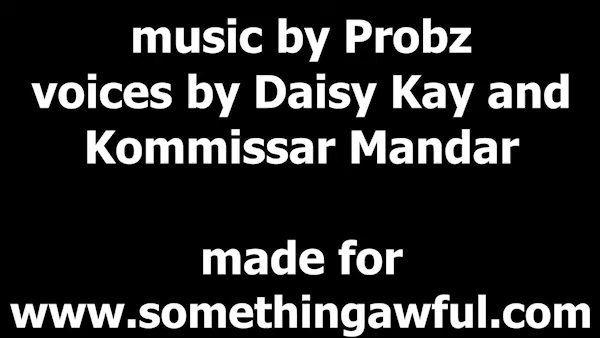 music by Probz
voices by Daisy Kay and
Kommissar Mandar
made for
www.somethingawful.com